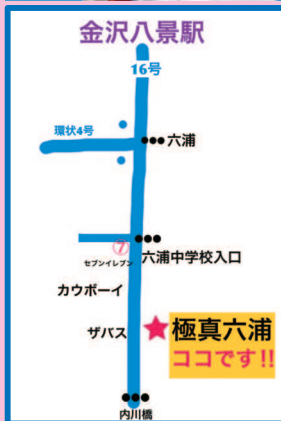 金沢八景駅
16号
環状4号
六浦
⑦
セブンイレブン
六浦中学校入口
カウボーイ
ザバス
極真六浦
ココです!!
内川橋